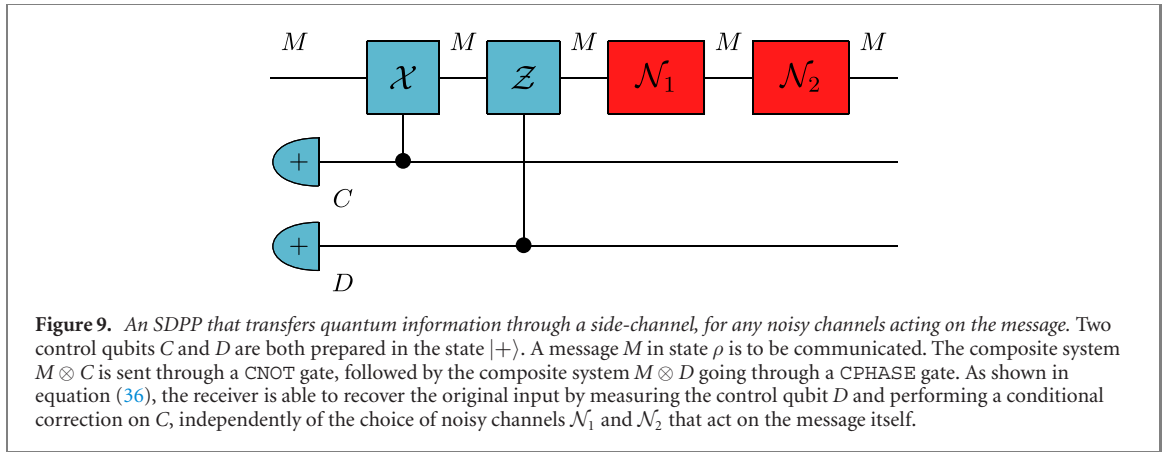 M M M M M
𝒳 𝒵 𝒩₁ 𝒩₂
+
C
+
D
Figure 9. An SDPP that transfers quantum information through a side-channel, for any noisy channels acting on the message. Two
control qubits C and D are both prepared in the state |+⟩. A message M in state ρ is to be communicated. The composite system
M ⊗ C is sent through a CNOT gate, followed by the composite system M ⊗ D going through a CPHASE gate. As shown in
equation (36), the receiver is able to recover the original input by measuring the control qubit D and performing a conditional
correction on C, independently of the choice of noisy channels 𝒩₁ and 𝒩₂ that act on the message itself.